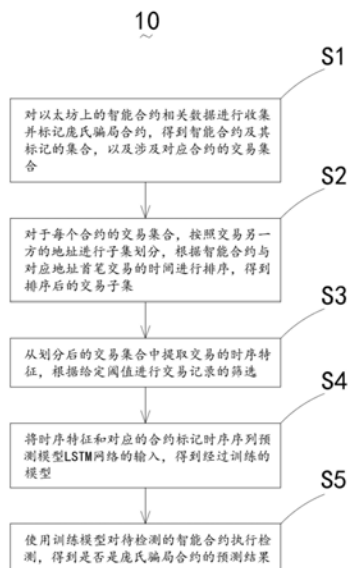 10
S1
对以太坊上的智能合约相关数据进行收集
并标记庞氏骗局合约，得到智能合约及其
标记的集合，以及涉及对应合约的交易集
合
S2
对于每个合约的交易集合，按照交易另一
方的地址进行子集划分，根据智能合约与
对应地址首笔交易的时间进行排序，得到
排序后的交易子集
S3
从划分后的交易集合中提取交易的时序特
征，根据给定阈值进行交易记录的筛选
S4
将时序特征和对应的合约标记时序序列预
测模型LSTM网络的输入，得到经过训练的
模型
S5
使用训练模型对待检测的智能合约执行检
测，得到是否是庞氏骗局合约的预测结果